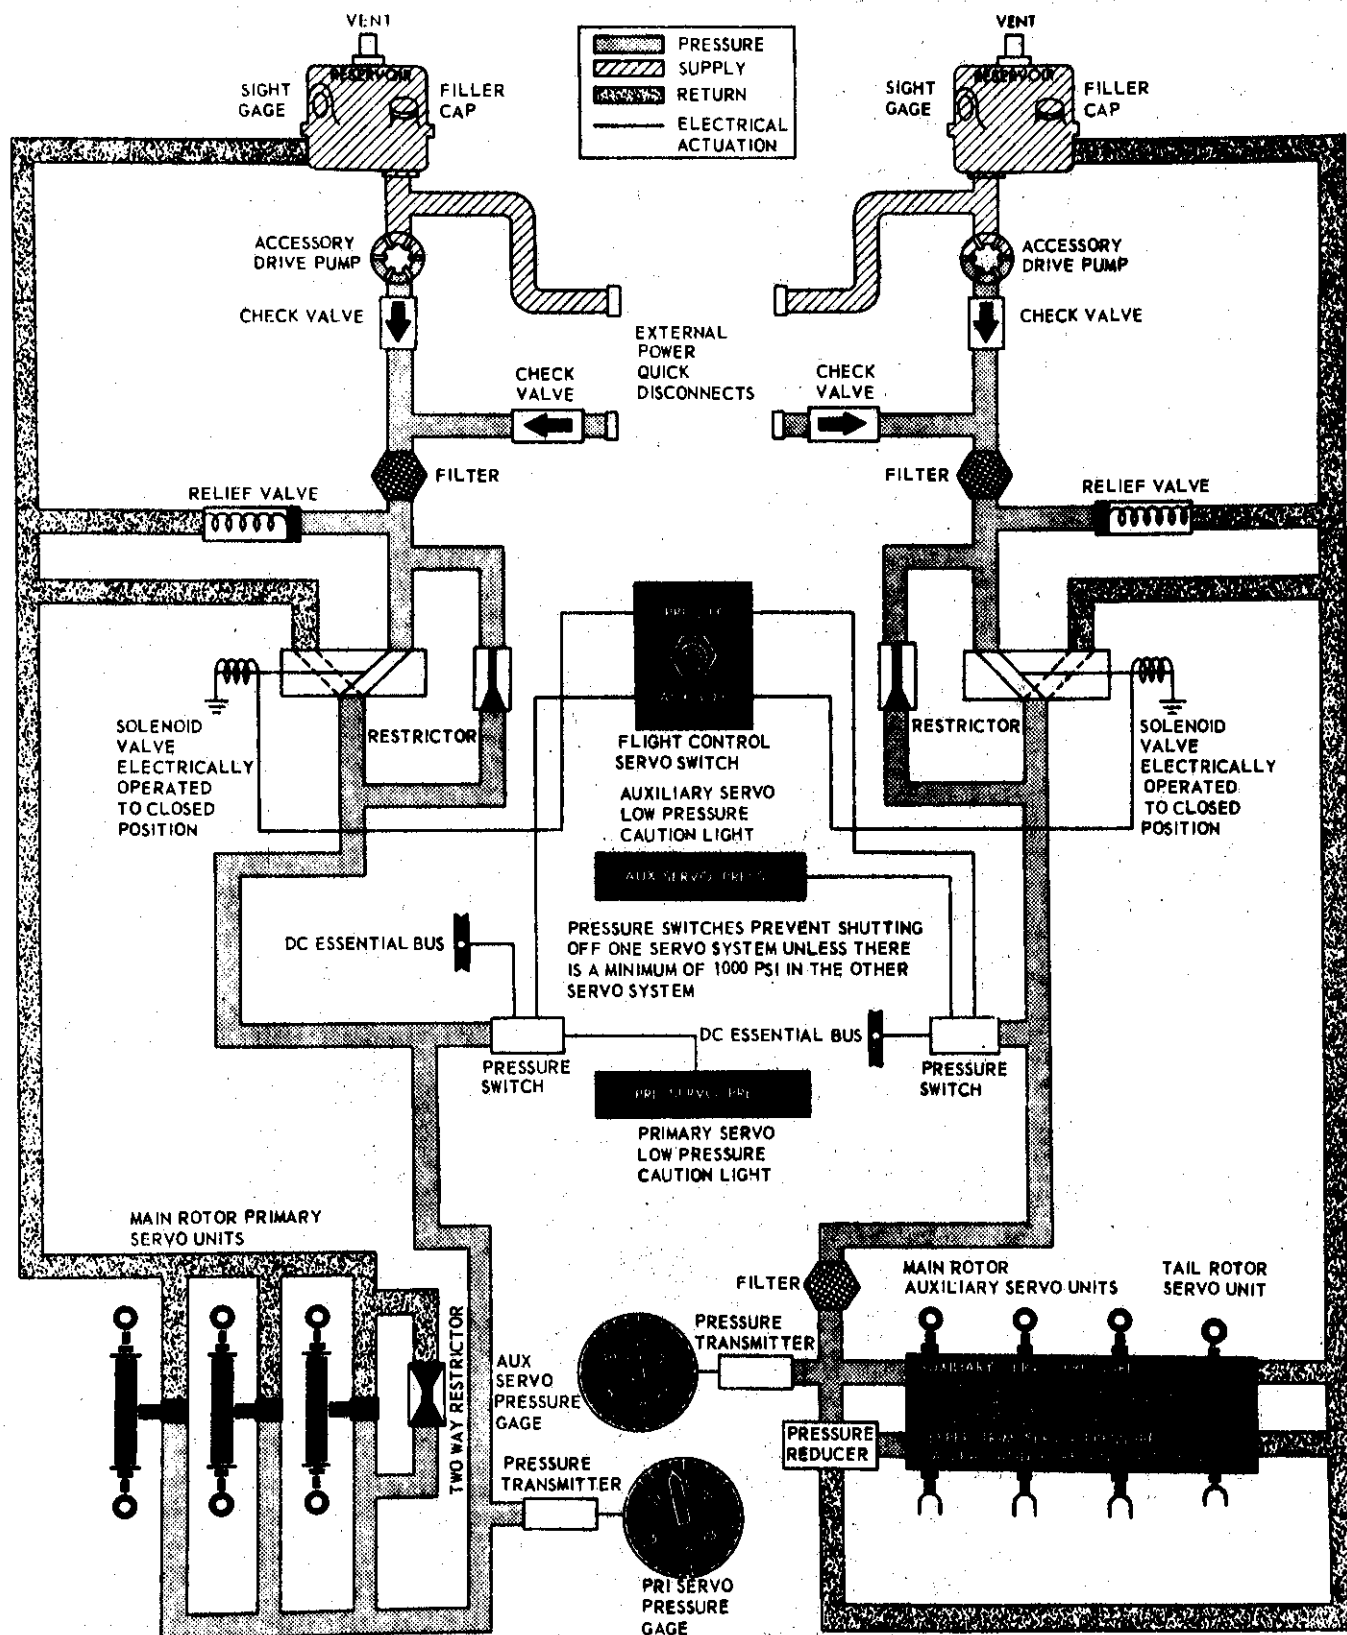 VENT
RESERVOIR
SIGHT
GAGE
FILLER
CAP
PRESSURE
SUPPLY
RETURN
ELECTRICAL
ACTUATION
VENT
RESERVOIR
SIGHT
GAGE
FILLER
CAP
ACCESSORY
DRIVE PUMP
CHECK VALVE
ACCESSORY
DRIVE PUMP
CHECK VALVE
EXTERNAL
POWER
QUICK
DISCONNECTS
CHECK
VALVE
CHECK
VALVE
FILTER
FILTER
RELIEF VALVE
RELIEF VALVE
SOLENOID
VALVE
ELECTRICALLY
OPERATED
TO CLOSED
POSITION
RESTRICTOR
FLIGHT CONTROL
SERVO SWITCH
RESTRICTOR
SOLENOID
VALVE
ELECTRICALLY
OPERATED
TO CLOSED
POSITION
AUXILIARY SERVO
LOW PRESSURE
CAUTION LIGHT
AUX SERVO PRESS
DC ESSENTIAL BUS
PRESSURE SWITCHES PREVENT SHUTTING
OFF ONE SERVO SYSTEM UNLESS THERE
IS A MINIMUM OF 1000 PSI IN THE OTHER
SERVO SYSTEM
DC ESSENTIAL BUS
PRESSURE
SWITCH
PRESSURE
SWITCH
PRI SERVO PRE
PRIMARY SERVO
LOW PRESSURE
CAUTION LIGHT
MAIN ROTOR PRIMARY
SERVO UNITS
FILTER
MAIN ROTOR
AUXILIARY SERVO UNITS
TAIL ROTOR
SERVO UNIT
PRESSURE
TRANSMITTER
TWO WAY RESTRICTOR
AUX
SERVO
PRESSURE
GAGE
PRESSURE
REDUCER
PRESSURE
TRANSMITTER
PRI SERVO
PRESSURE
GAGE